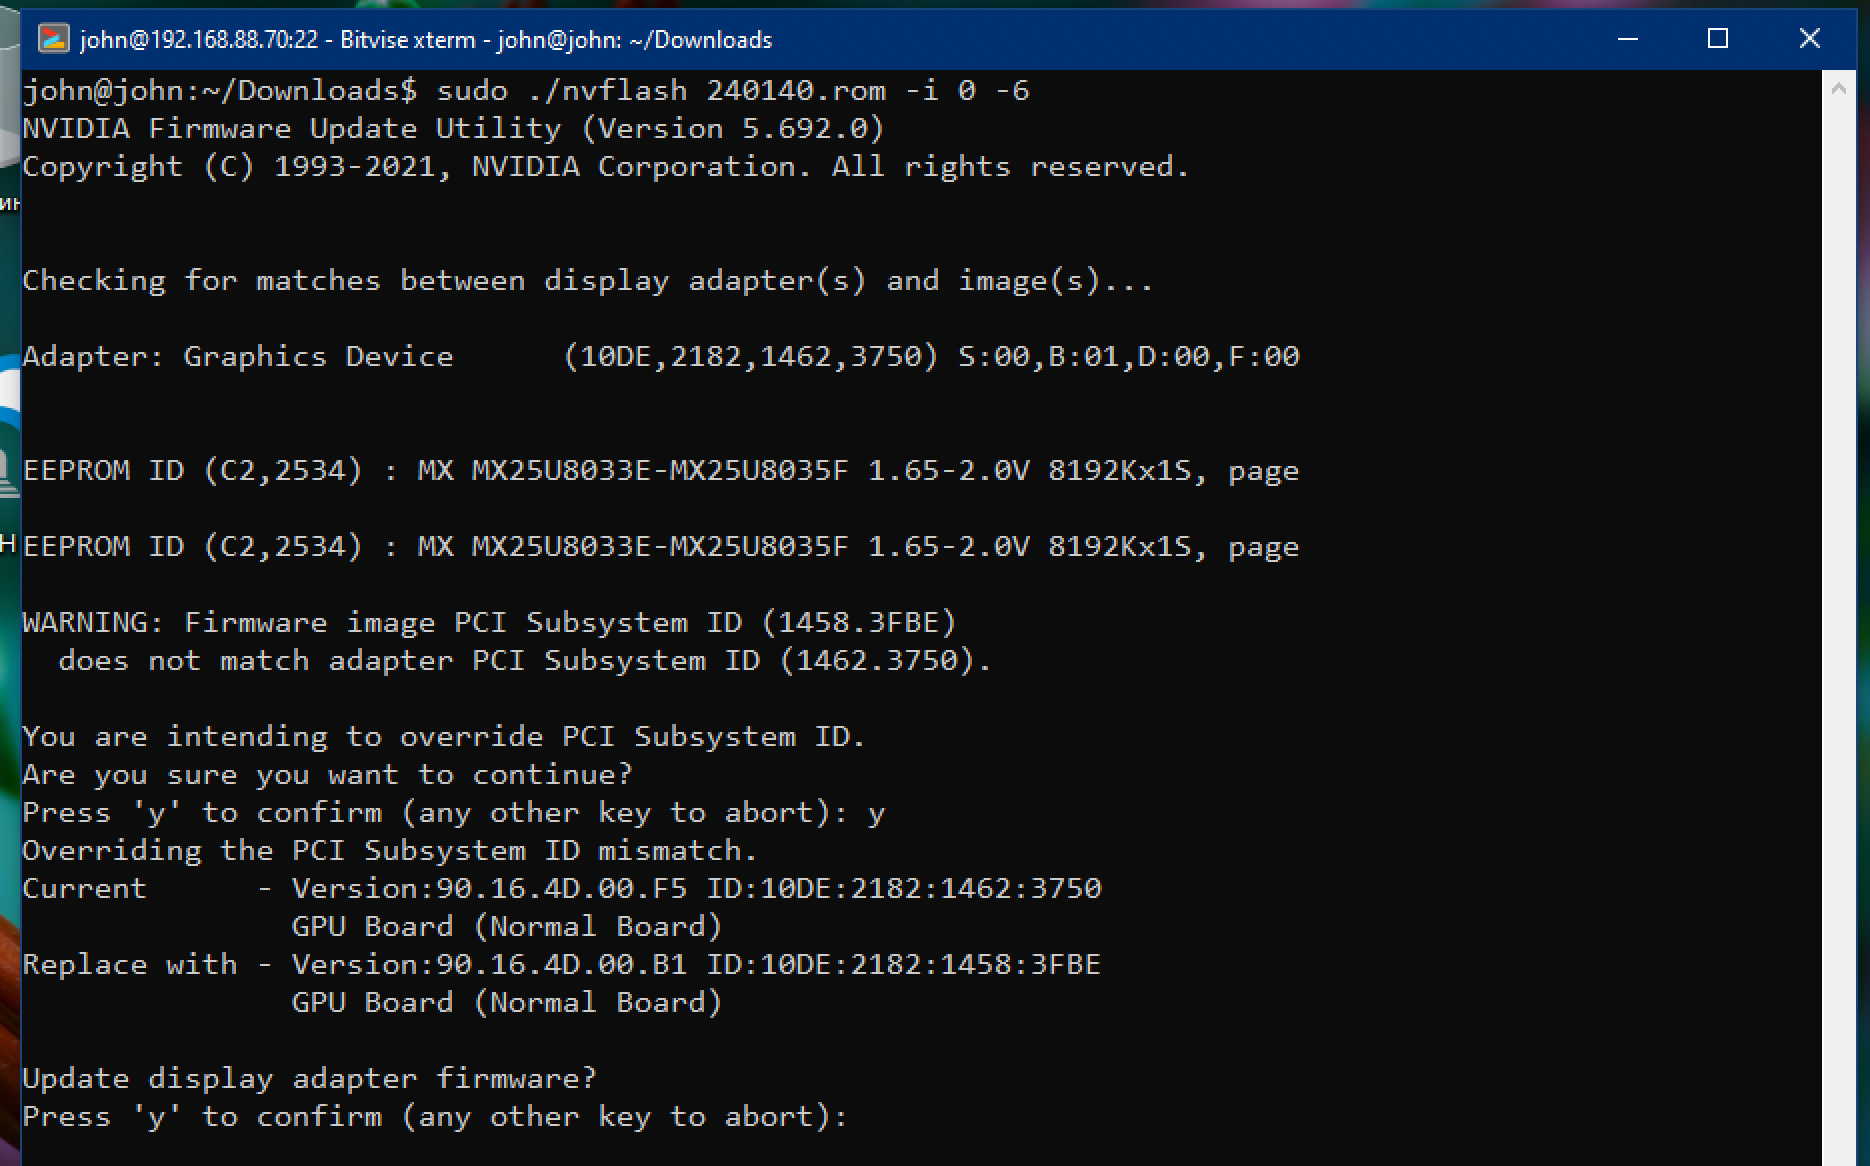 john@192.168.88.70:22 - Bitvise xterm - john@john: ~/Downloads
john@john:~/Downloads$ sudo ./nvflash 240140.rom -i 0 -6
NVIDIA Firmware Update Utility (Version 5.692.0)
Copyright (C) 1993-2021, NVIDIA Corporation. All rights reserved.
Checking for matches between display adapter(s) and image(s)...
Adapter: Graphics Device      (10DE,2182,1462,3750) S:00,B:01,D:00,F:00
EEPROM ID (C2,2534) : MX MX25U8033E-MX25U8035F 1.65-2.0V 8192Kx1S, page
EEPROM ID (C2,2534) : MX MX25U8033E-MX25U8035F 1.65-2.0V 8192Kx1S, page
WARNING: Firmware image PCI Subsystem ID (1458.3FBE)
  does not match adapter PCI Subsystem ID (1462.3750).
You are intending to override PCI Subsystem ID.
Are you sure you want to continue?
Press 'y' to confirm (any other key to abort): y
Overriding the PCI Subsystem ID mismatch.
Current      - Version:90.16.4D.00.F5 ID:10DE:2182:1462:3750
               GPU Board (Normal Board)
Replace with - Version:90.16.4D.00.B1 ID:10DE:2182:1458:3FBE
               GPU Board (Normal Board)
Update display adapter firmware?
Press 'y' to confirm (any other key to abort):